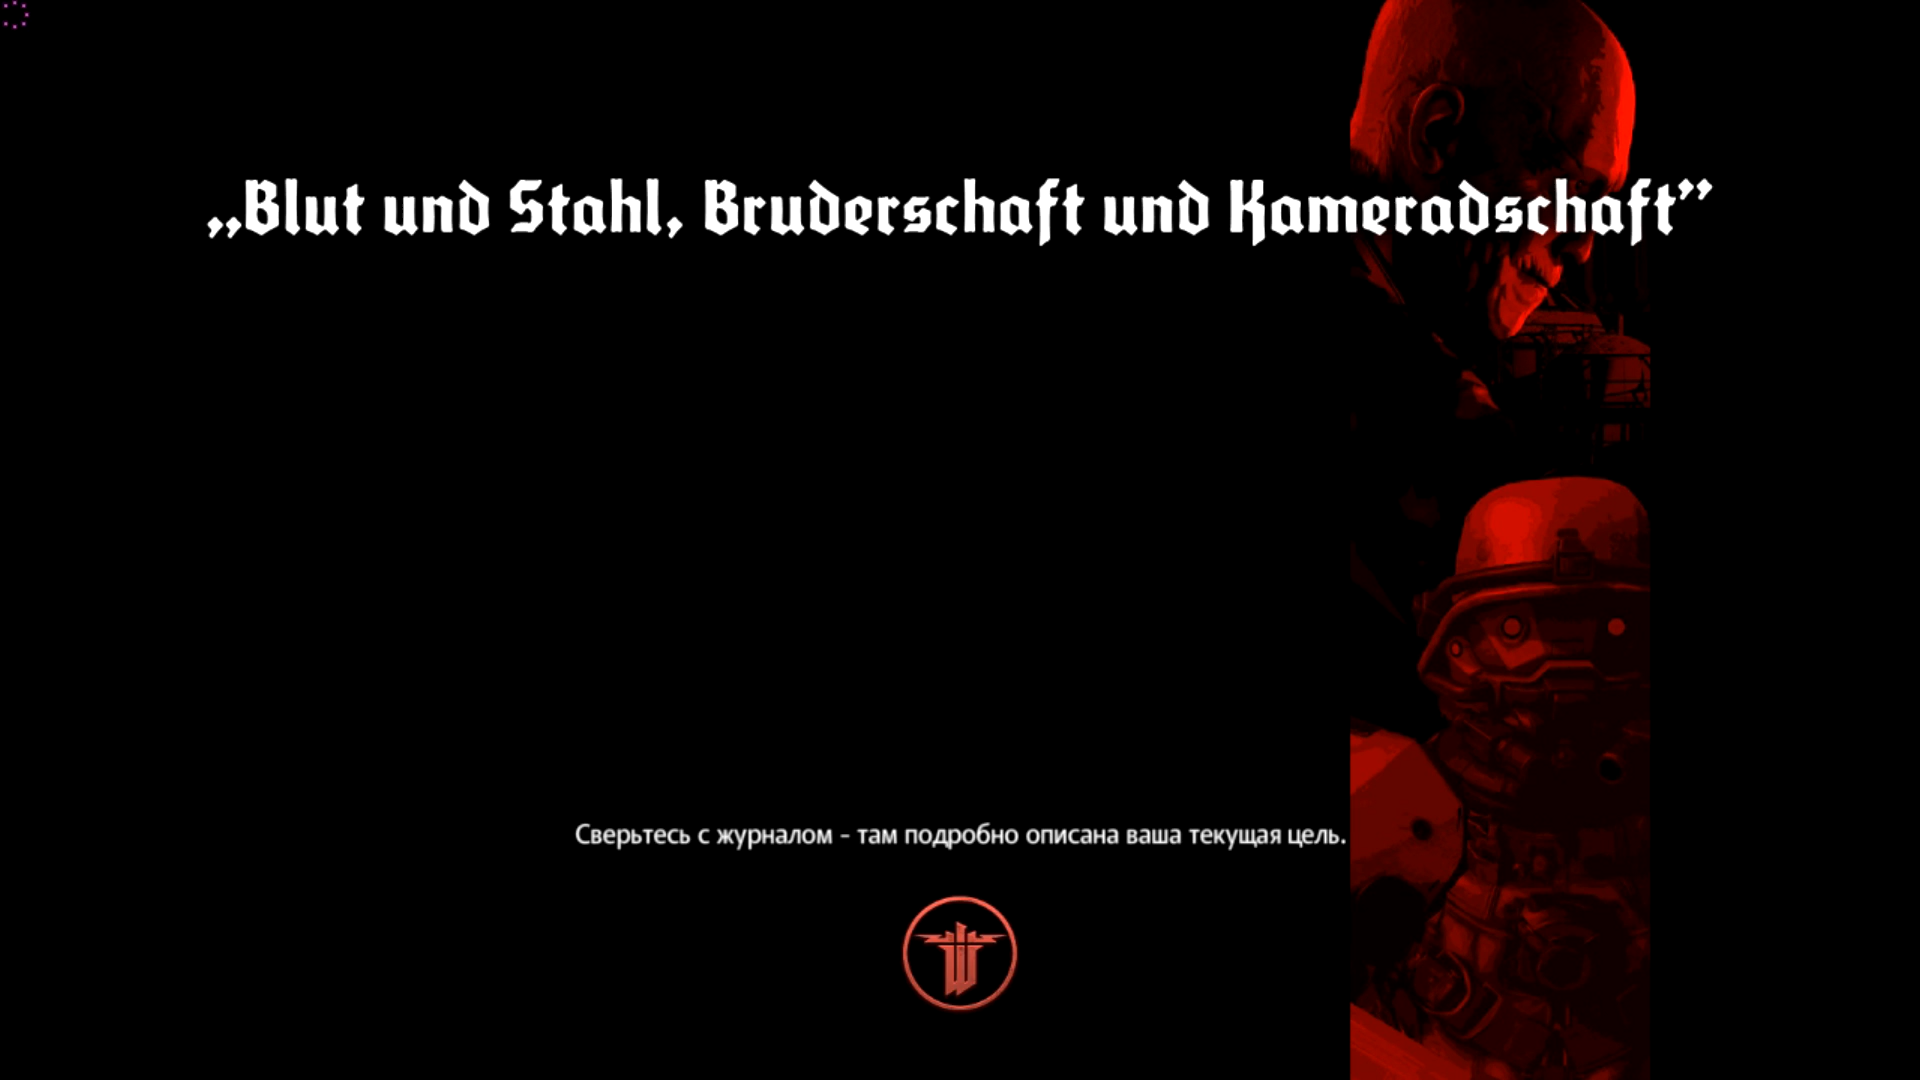 „Blut und Stahl, Bruderschaft und Kameradschaft”
Сверьтесь с журналом - там подробно описана ваша текущая цель.